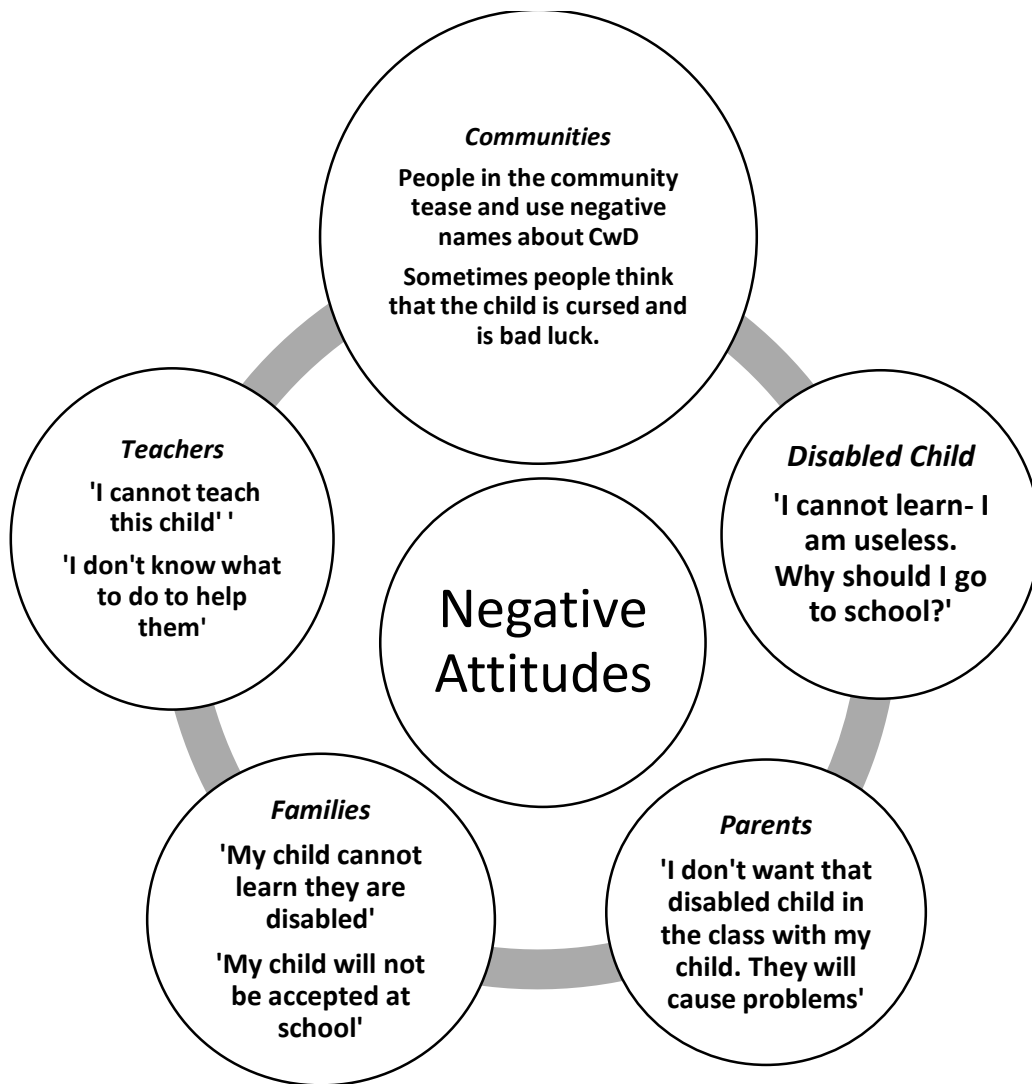 Communities
People in the community
tease and use negative
names about CwD
Sometimes people think
that the child is cursed and
is bad luck.
Disabled Child
'I cannot learn- I
am useless.
Why should I go
to school?'
Parents
'I don't want that
disabled child in
the class with my
child. They will
cause problems'
Families
'My child cannot
learn they are
disabled'
'My child will not
be accepted at
school'
Teachers
'I cannot teach
this child' '
'I don't know what
to do to help
them'
Negative
Attitudes